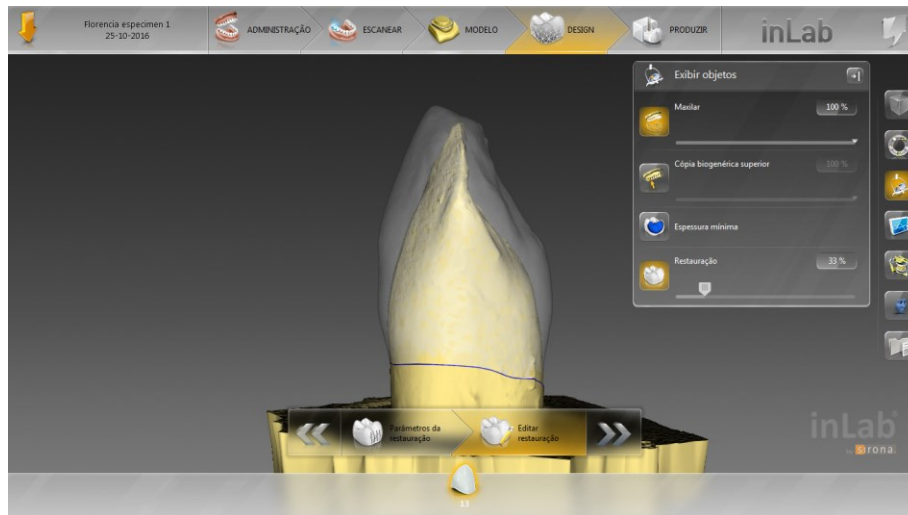 Florencia especimen 1
25-10-2016
ADMINISTRAÇÃO
ESCANEAR
MODELO
DESIGN
PRODUZIR
inLab
Exibir objetos
Maxilar
100 %
Cópia biogenérica superior
100 %
Espessura mínima
Restauração
33 %
Parâmetros da
restauração
Editar
restauração
inLab
by sirona.
13